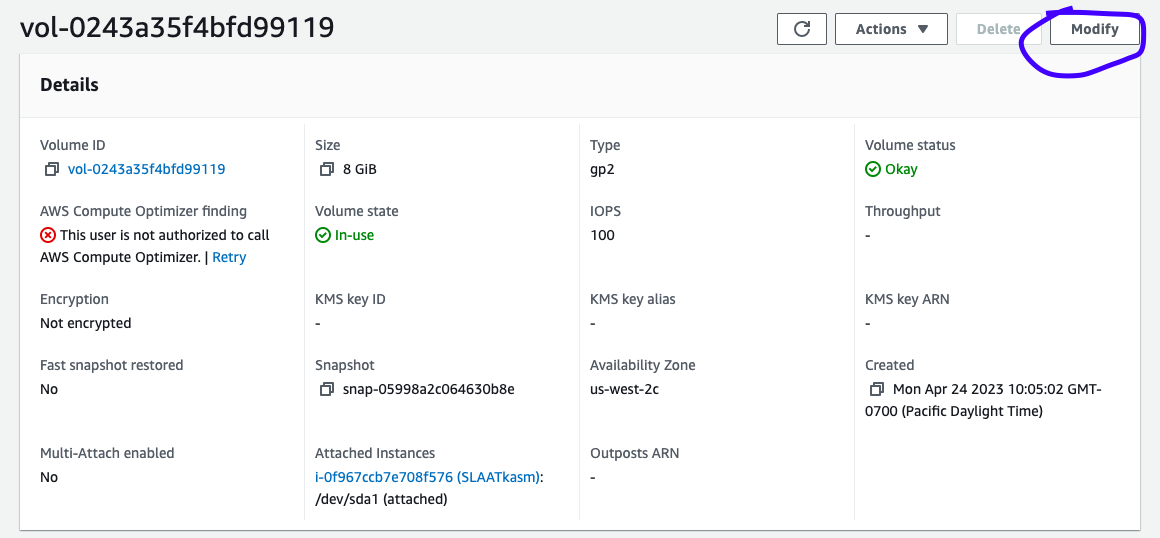 vol-0243a35f4bfd99119
Actions
Delete
Modify
Details
Volume ID
vol-0243a35f4bfd99119
Size
8 GiB
Type
gp2
Volume status
Okay
AWS Compute Optimizer finding
This user is not authorized to call
AWS Compute Optimizer. | Retry
Volume state
In-use
IOPS
100
Throughput
-
Encryption
Not encrypted
KMS key ID
-
KMS key alias
-
KMS key ARN
-
Fast snapshot restored
No
Snapshot
snap-05998a2c064630b8e
Availability Zone
us-west-2c
Created
Mon Apr 24 2023 10:05:02 GMT-
0700 (Pacific Daylight Time)
Multi-Attach enabled
No
Attached Instances
i-0f967ccb7e708f576 (SLAATkasm):
/dev/sda1 (attached)
Outposts ARN
-